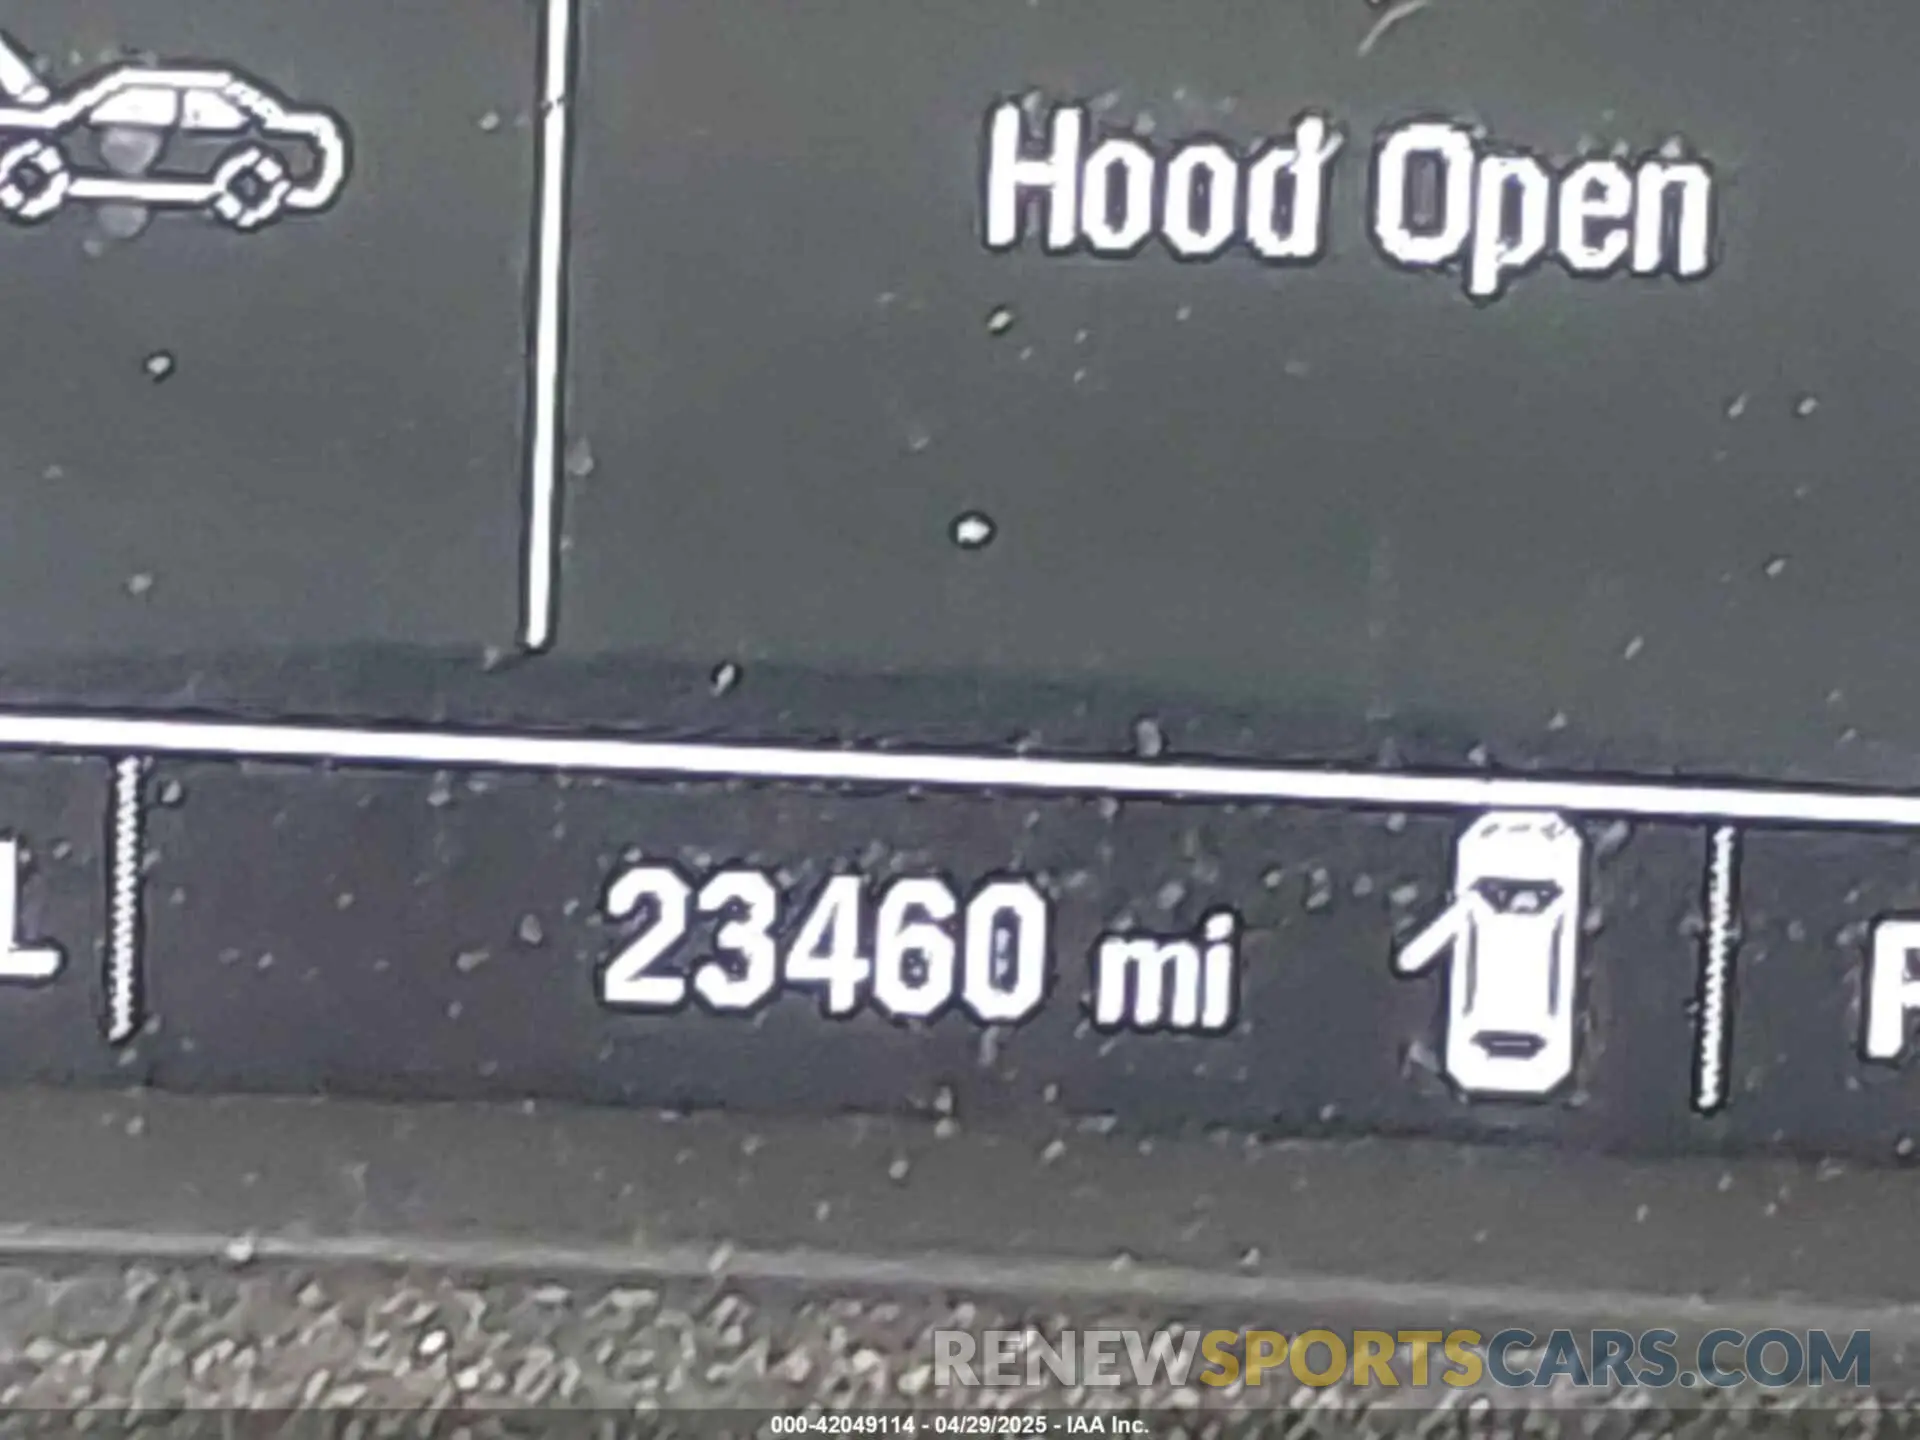 Hood Open
L
23460 mi
RENEWSPORTSCARS.COM
000-42049114 - 04/29/2025 - IAA Inc.